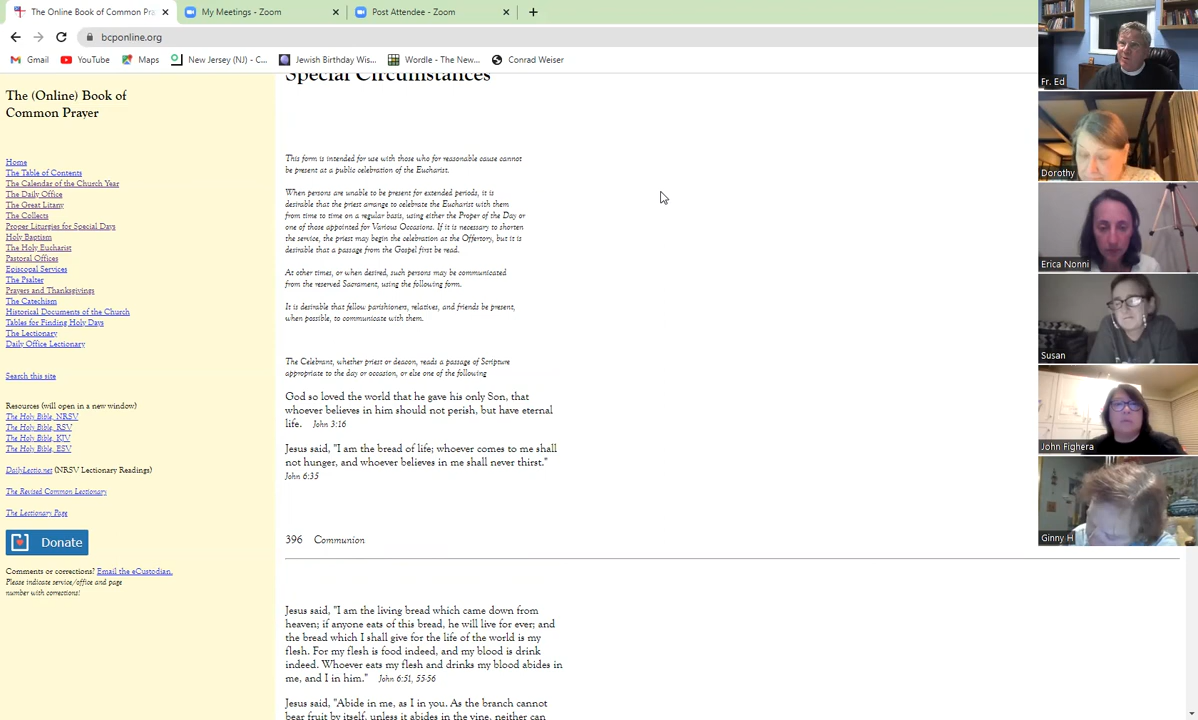 The Online Book of Common Pra
My Meetings - Zoom
Post Attendee - Zoom
bcponline.org
Gmail
YouTube
Maps
New Jersey (NJ) - C...
Jewish Birthday Wis...
Wordle - The New...
Conrad Weiser
The (Online) Book of
Common Prayer
Home
The Table of Contents
The Calendar of the Church Year
The Daily Office
The Great Litany
The Collects
Proper Liturgies for Special Days
Holy Baptism
The Holy Eucharist
Pastoral Offices
Episcopal Services
The Psalter
Prayers and Thanksgivings
The Catechism
Historical Documents of the Church
Tables for Finding Holy Days
The Lectionary
Daily Office Lectionary
Search this site
Resources (will open in a new window)
The Holy Bible, NRSV
The Holy Bible, RSV
The Holy Bible, KJV
The Holy Bible, ESV
DailyLectio.net (NRSV Lectionary Readings)
The Revised Common Lectionary
The Lectionary Page
Donate
Comments or corrections? Email the eCustodian.
Please indicate service/office and page
number with corrections!
Special Circumstances
This form is intended for use with those who for reasonable cause cannot
be present at a public celebration of the Eucharist.
When persons are unable to be present for extended periods, it is
desirable that the priest arrange to celebrate the Eucharist with them
from time to time on a regular basis, using either the Proper of the Day or
one of those appointed for Various Occasions. If it is necessary to shorten
the service, the priest may begin the celebration at the Offertory, but it is
desirable that a passage from the Gospel first be read.
At other times, or when desired, such persons may be communicated
from the reserved Sacrament, using the following form.
It is desirable that fellow parishioners, relatives, and friends be present,
when possible, to communicate with them.
The Celebrant, whether priest or deacon, reads a passage of Scripture
appropriate to the day or occasion, or else one of the following
God so loved the world that he gave his only Son, that
whoever believes in him should not perish, but have eternal
life. John 3:16
Jesus said, "I am the bread of life; whoever comes to me shall
not hunger, and whoever believes in me shall never thirst."
John 6:35
396 Communion
Jesus said, "I am the living bread which came down from
heaven; if anyone eats of this bread, he will live for ever; and
the bread which I shall give for the life of the world is my
flesh. For my flesh is food indeed, and my blood is drink
indeed. Whoever eats my flesh and drinks my blood abides in
me, and I in him." John 6:51, 55-56
Jesus said, "Abide in me, as I in you. As the branch cannot
bear fruit by itself, unless it abides in the vine, neither can
Fr. Ed
Dorothy
Erica Nonni
Susan
John Fighera
Ginny H